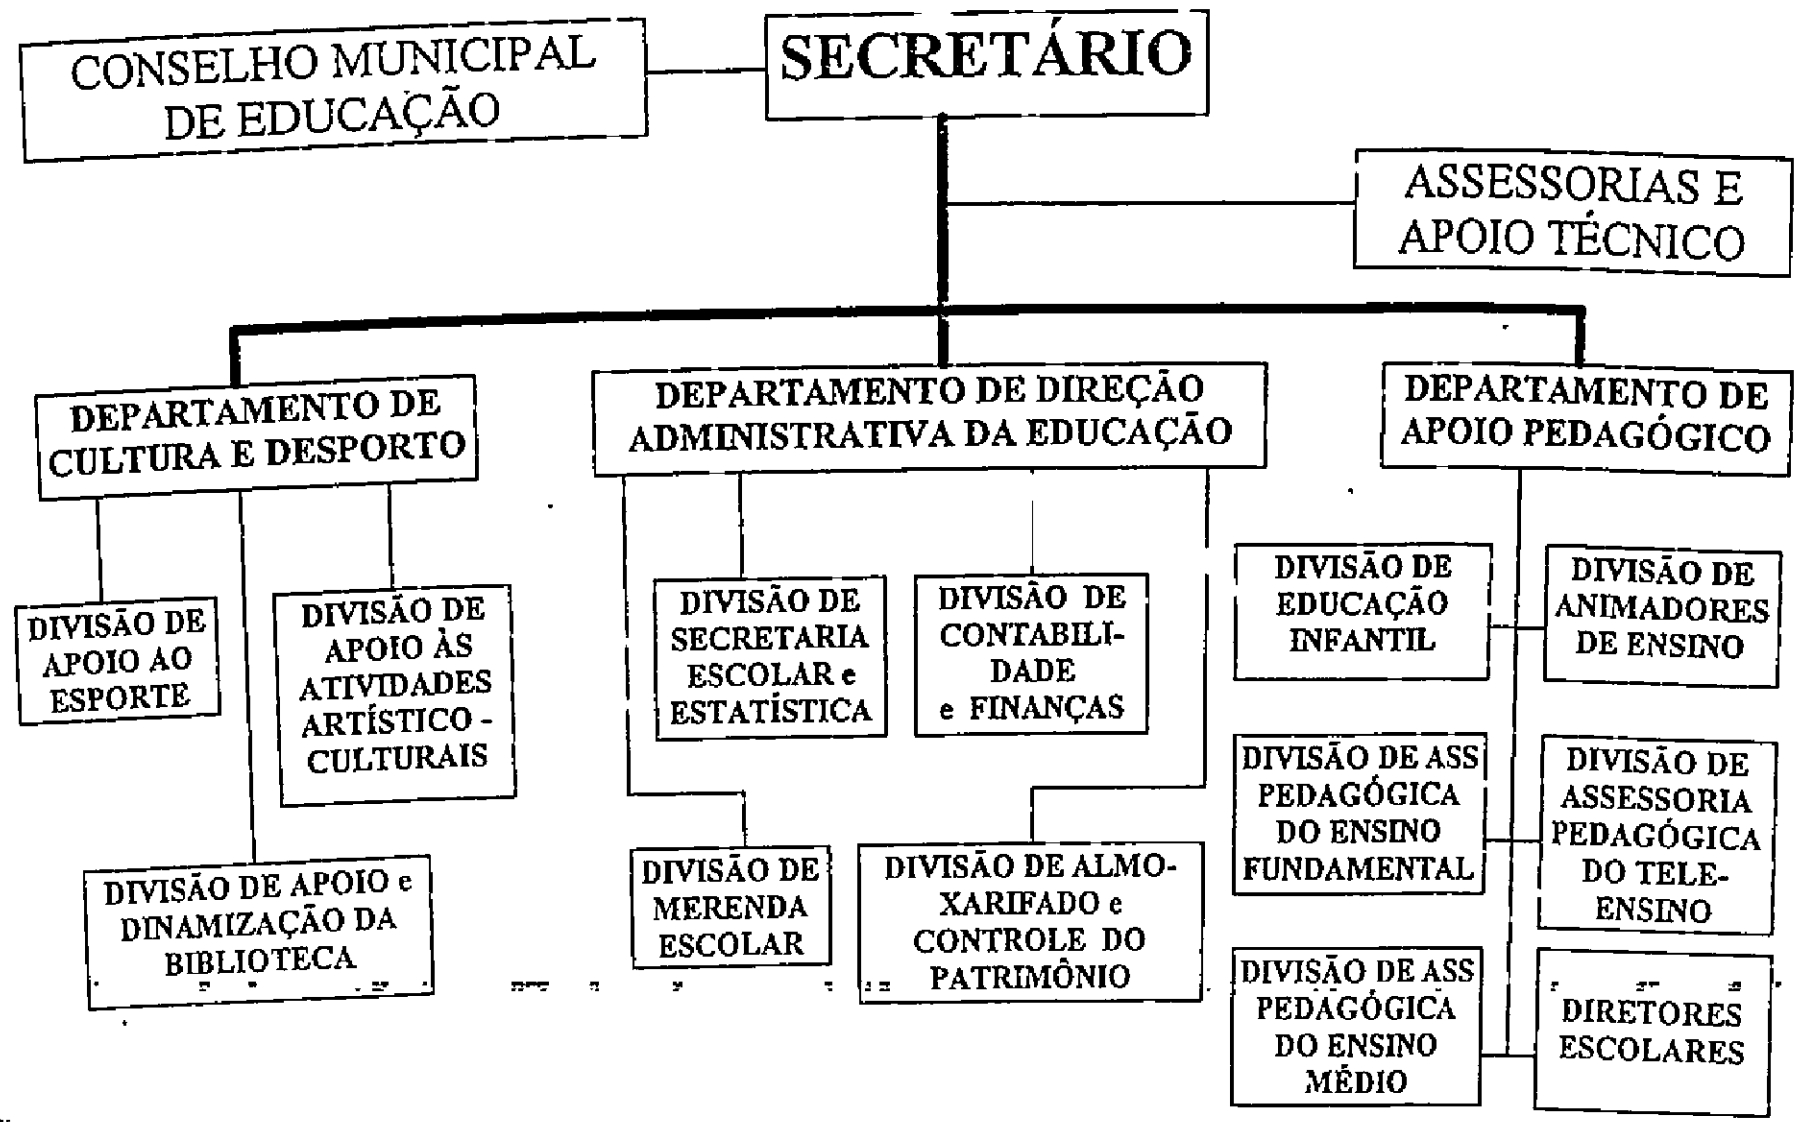 CONSELHO MUNICIPAL
DE EDUCAÇÃO
SECRETÁRIO
ASSESSORIAS E
APOIO TÉCNICO
DEPARTAMENTO DE
CULTURA E DESPORTO
DEPARTAMENTO DE DIREÇÃO
ADMINISTRATIVA DA EDUCAÇÃO
DEPARTAMENTO DE
APOIO PEDAGÓGICO
DIVISÃO DE
APOIO AO
ESPORTE
DIVISÃO DE
APOIO ÀS
ATIVIDADES
ARTÍSTICO -
CULTURAIS
DIVISÃO DE APOIO e
DINAMIZAÇÃO DA
BIBLIOTECA
DIVISÃO DE
SECRETARIA
ESCOLAR e
ESTATÍSTICA
DIVISÃO DE
CONTABILI-
DADE
e FINANÇAS
DIVISÃO DE
MERENDA
ESCOLAR
DIVISÃO DE ALMO-
XARIFADO e
CONTROLE DO
PATRIMÔNIO
DIVISÃO DE
EDUCAÇÃO
INFANTIL
DIVISÃO DE
ANIMADORES
DE ENSINO
DIVISÃO DE ASS
PEDAGÓGICA
DO ENSINO
FUNDAMENTAL
DIVISÃO DE
ASSESSORIA
PEDAGÓGICA
DO TELE-
ENSINO
DIVISÃO DE ASS
PEDAGÓGICA
DO ENSINO
MÉDIO
DIRETORES
ESCOLARES